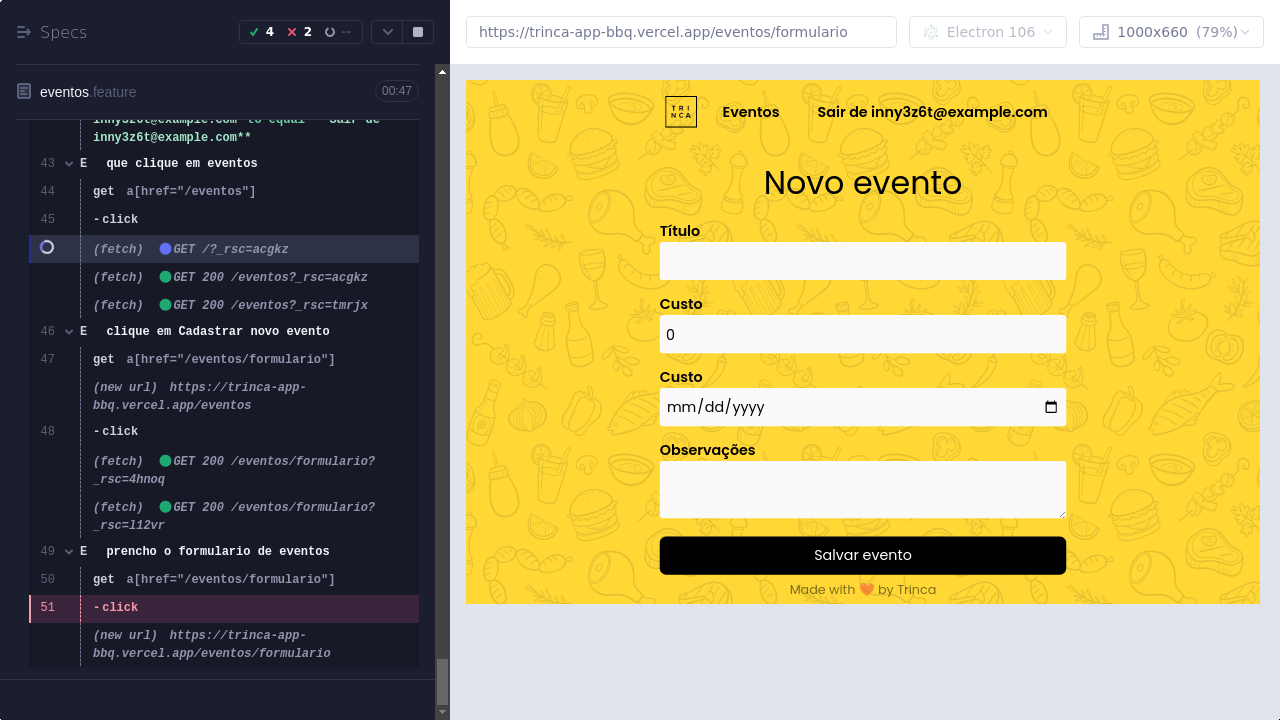 Specs
4
2
--
eventos.feature
00:47
inny3z6t@example.com** to equal **Sair de
inny3z6t@example.com**
43 E que clique em eventos
44 get a[href="/eventos"]
45 -click
(fetch) GET /?_rsc=acgkz
(fetch) GET 200 /eventos?_rsc=acgkz
(fetch) GET 200 /eventos?_rsc=tmrjx
46 E clique em Cadastrar novo evento
47 get a[href="/eventos/formulario"]
(new url) https://trinca-app-
bbq.vercel.app/eventos
48 -click
(fetch) GET 200 /eventos/formulario?
_rsc=4hnoq
(fetch) GET 200 /eventos/formulario?
_rsc=l12vr
49 E prencho o formulario de eventos
50 get a[href="/eventos/formulario"]
51 -click
(new url) https://trinca-app-
bbq.vercel.app/eventos/formulario
https://trinca-app-bbq.vercel.app/eventos/formulario
Electron 106
1000x660 (79%)
TRI
NCA
Eventos
Sair de inny3z6t@example.com
Novo evento
Título
Custo
0
Custo
mm/dd/yyyy
Observações
Salvar evento
Made with 🧡 by Trinca